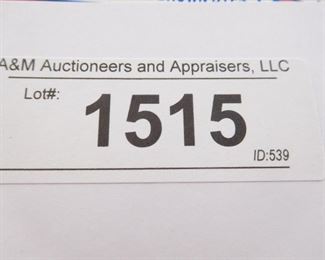 A&M Auctioneers and Appraisers, LLC
Lot#:
1515
ID:539